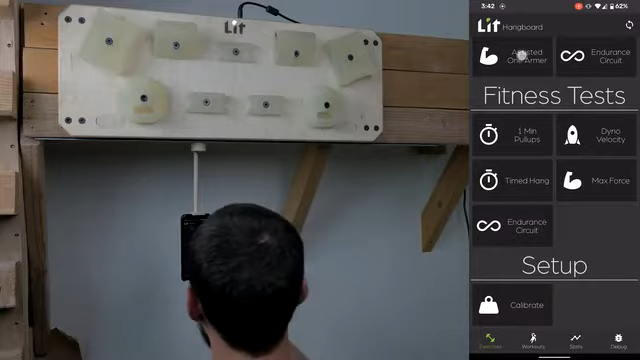 Lit
3:42
62%
Lit Hangboard
Assisted One Armer
Endurance Circuit
Fitness Tests
1 Min Pullups
Dyno Velocity
Timed Hang
Max Force
Endurance Circuit
Setup
Calibrate
Exercises
Workouts
Stats
Debug